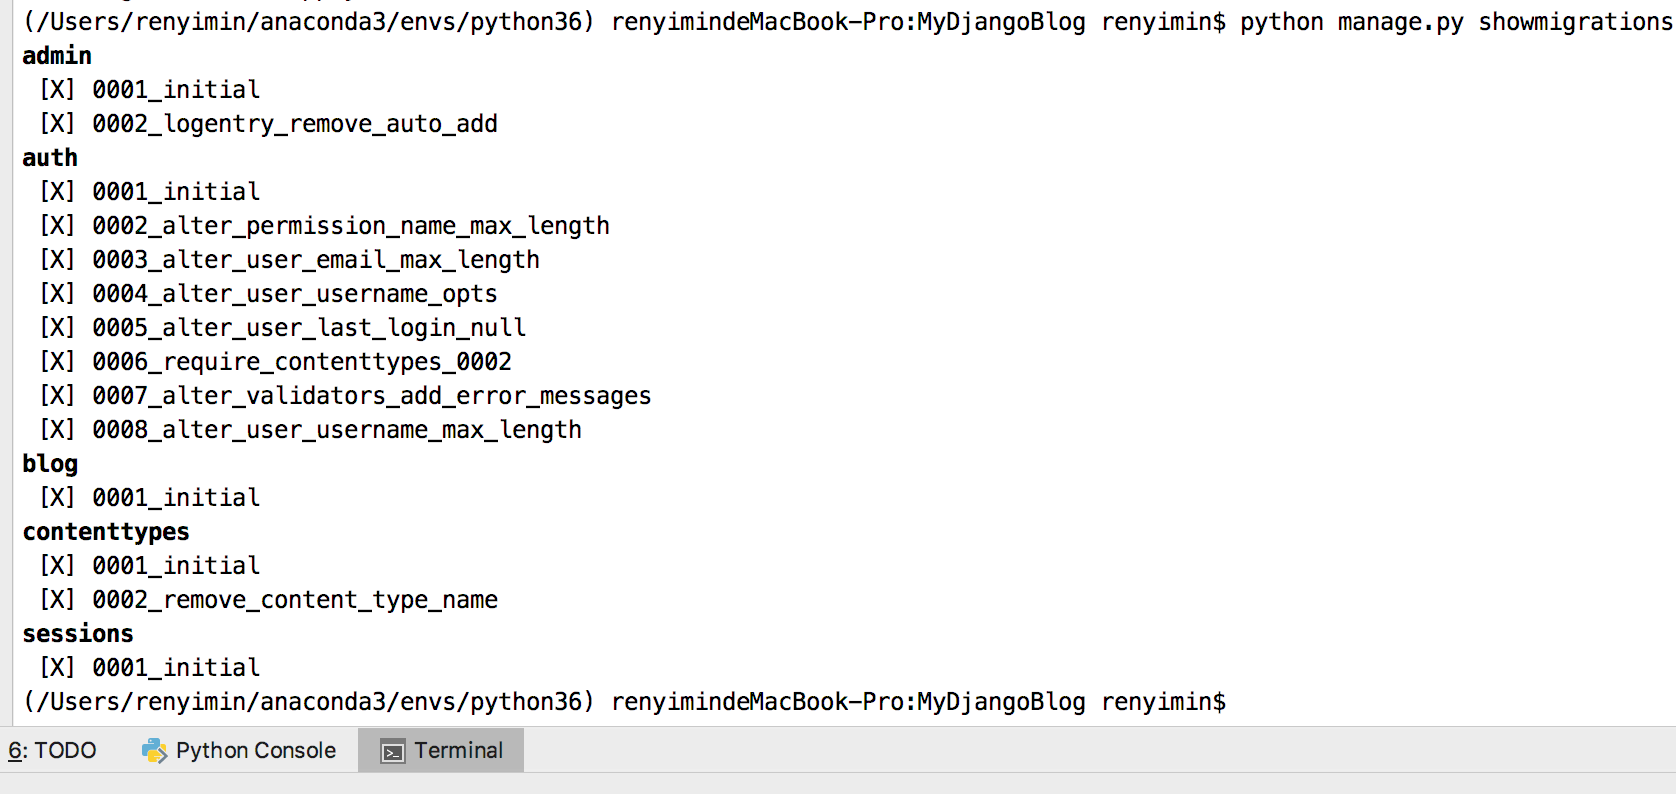 (/Users/renyimin/anaconda3/envs/python36) renyimindeMacBook-Pro:MyDjangoBlog renyimin$ python manage.py showmigrations
admin
[X] 0001_initial
[X] 0002_logentry_remove_auto_add
auth
[X] 0001_initial
[X] 0002_alter_permission_name_max_length
[X] 0003_alter_user_email_max_length
[X] 0004_alter_user_username_opts
[X] 0005_alter_user_last_login_null
[X] 0006_require_contenttypes_0002
[X] 0007_alter_validators_add_error_messages
[X] 0008_alter_user_username_max_length
blog
[X] 0001_initial
contenttypes
[X] 0001_initial
[X] 0002_remove_content_type_name
sessions
[X] 0001_initial
(/Users/renyimin/anaconda3/envs/python36) renyimindeMacBook-Pro:MyDjangoBlog renyimin$
6: TODO Python Console Terminal